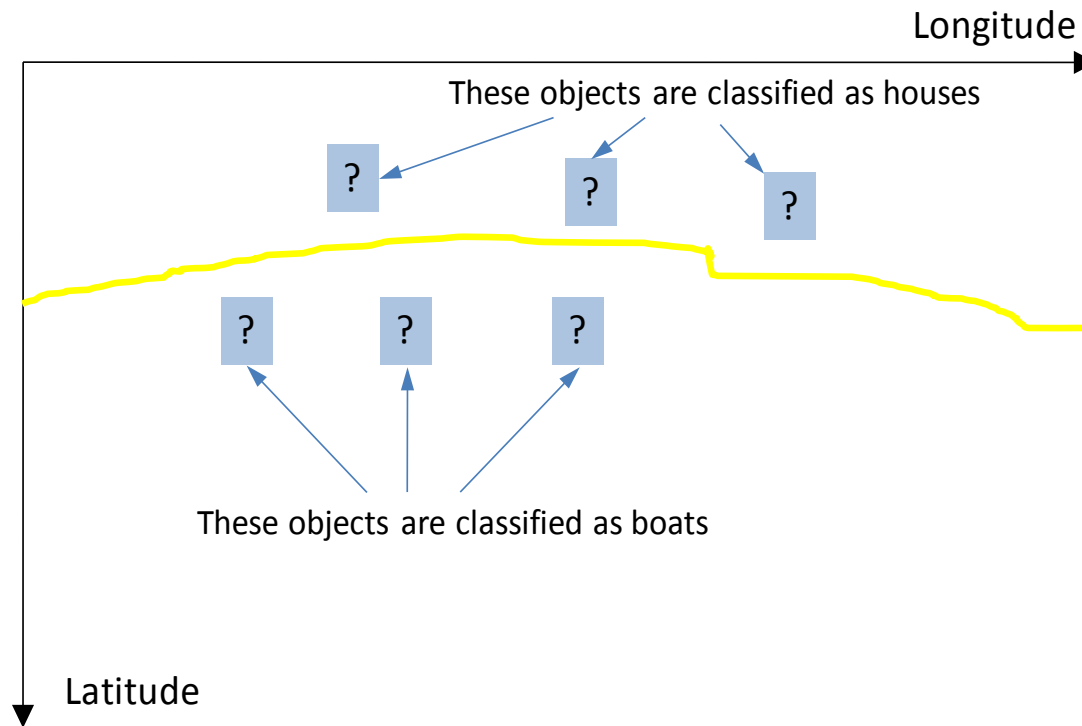 Longitude
These objects are classified as houses
?
?
?
?
?
?
These objects are classified as boats
Latitude